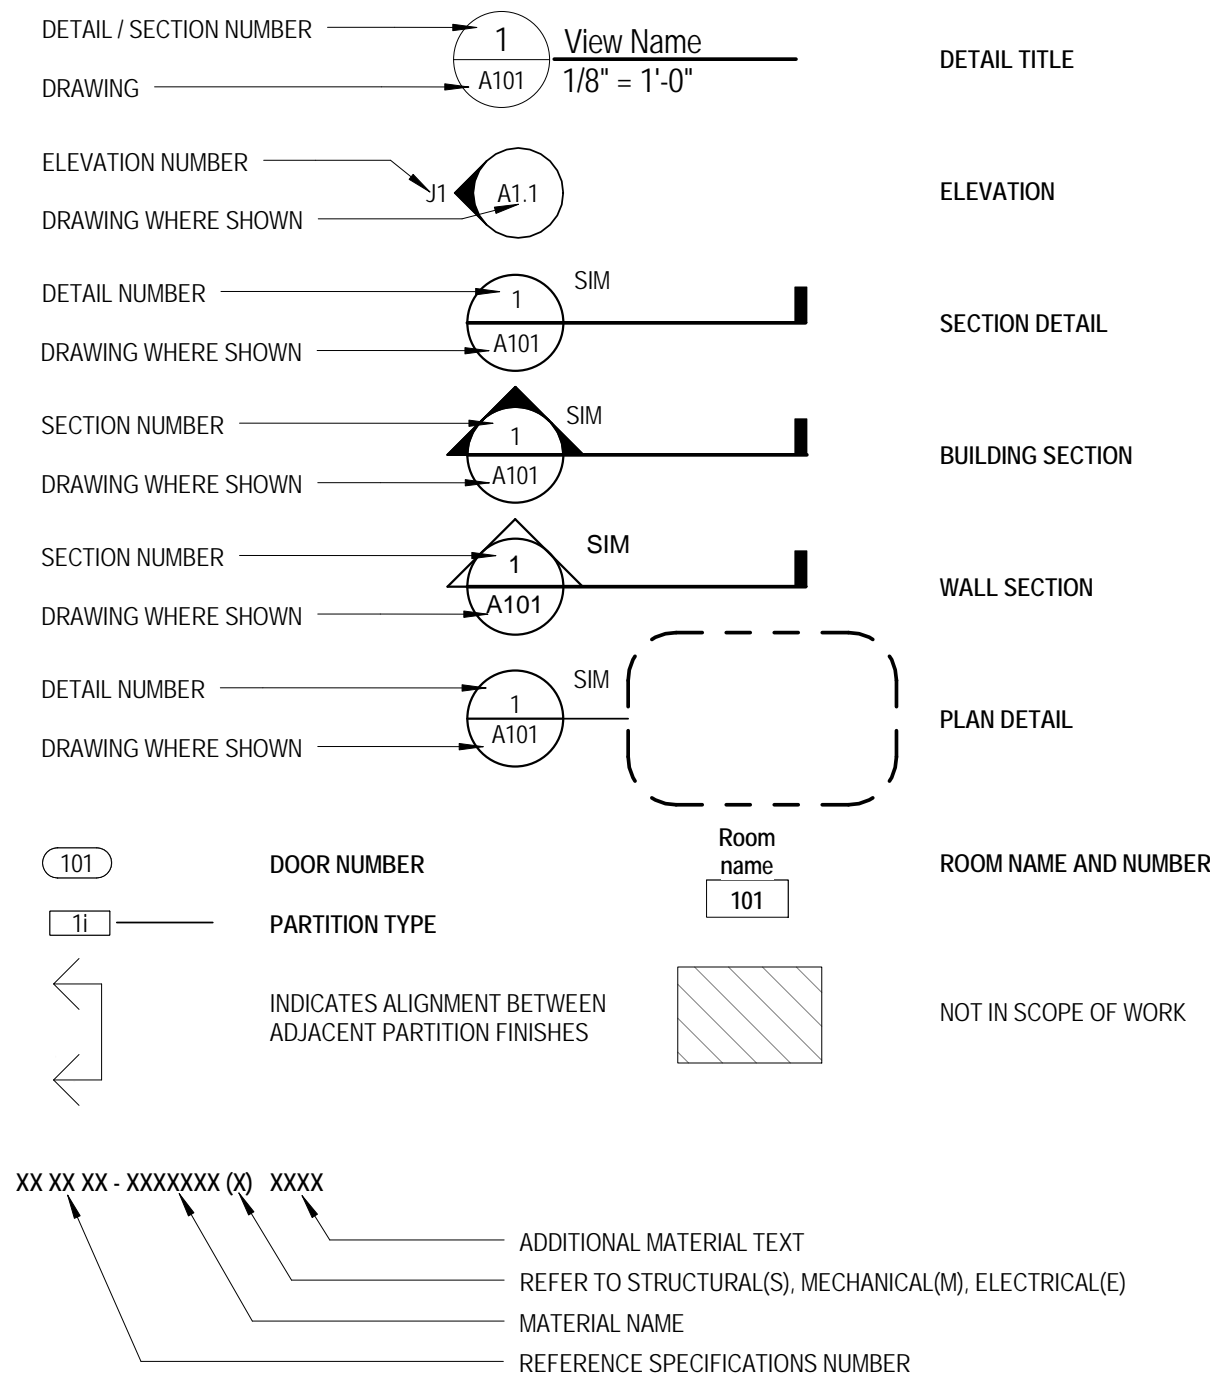 DETAIL / SECTION NUMBER
1
View Name
DETAIL TITLE
DRAWING
A101
1/8" = 1'-0"
ELEVATION NUMBER
J1
A1.1
ELEVATION
DRAWING WHERE SHOWN
DETAIL NUMBER
1
SIM
SECTION DETAIL
DRAWING WHERE SHOWN
A101
SECTION NUMBER
1
SIM
BUILDING SECTION
DRAWING WHERE SHOWN
A101
SECTION NUMBER
1
SIM
WALL SECTION
DRAWING WHERE SHOWN
A101
DETAIL NUMBER
1
SIM
PLAN DETAIL
DRAWING WHERE SHOWN
A101
101
DOOR NUMBER
Room
name
101
ROOM NAME AND NUMBER
1i
PARTITION TYPE
INDICATES ALIGNMENT BETWEEN
ADJACENT PARTITION FINISHES
NOT IN SCOPE OF WORK
XX XX XX - XXXXXXX (X) XXXX
ADDITIONAL MATERIAL TEXT
REFER TO STRUCTURAL(S), MECHANICAL(M), ELECTRICAL(E)
MATERIAL NAME
REFERENCE SPECIFICATIONS NUMBER